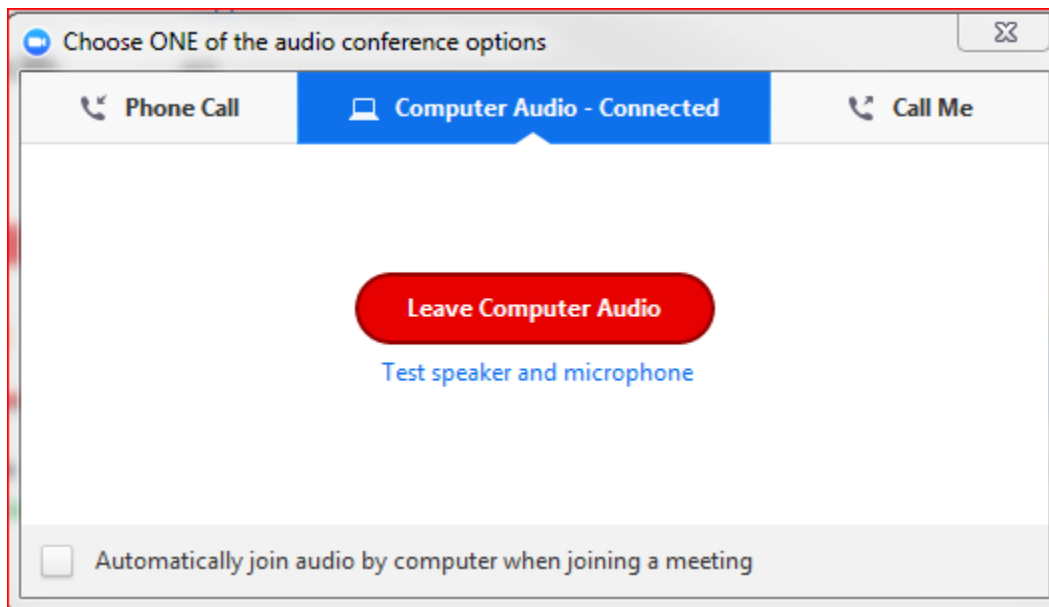 Choose ONE of the audio conference options
Phone Call
Computer Audio - Connected
Call Me
Leave Computer Audio
Test speaker and microphone
Automatically join audio by computer when joining a meeting